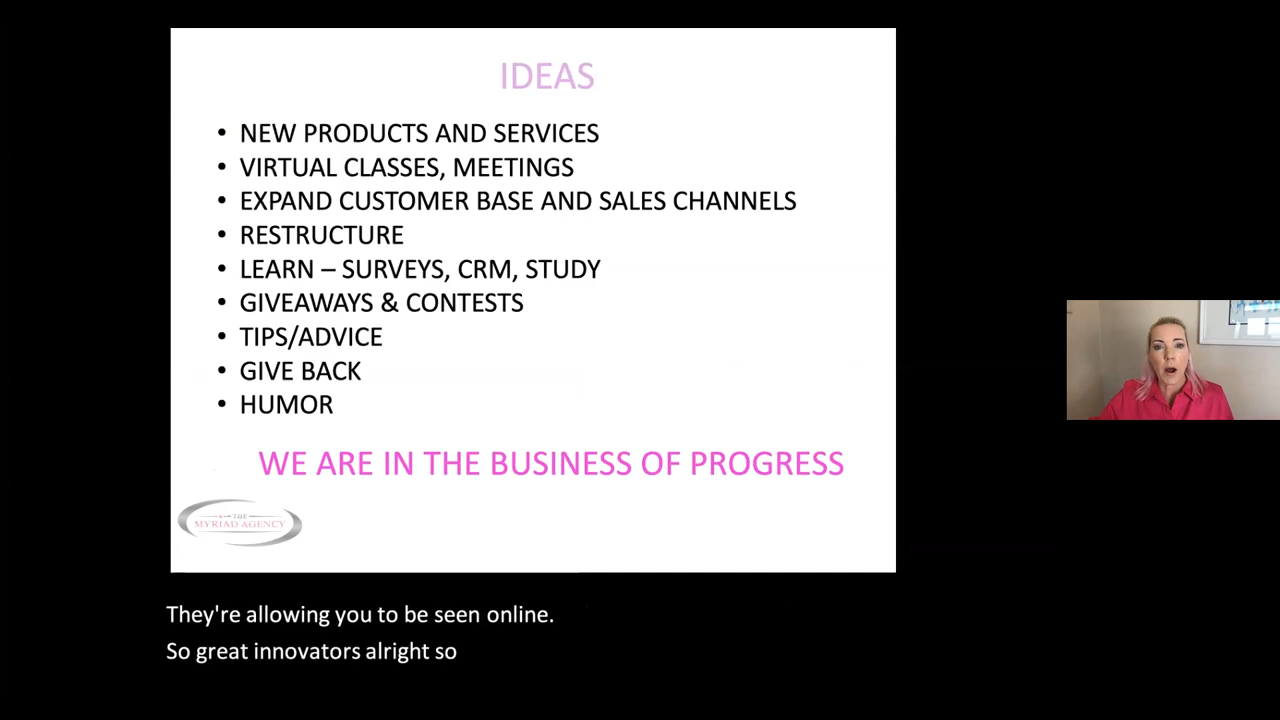 IDEAS
• NEW PRODUCTS AND SERVICES
• VIRTUAL CLASSES, MEETINGS
• EXPAND CUSTOMER BASE AND SALES CHANNELS
• RESTRUCTURE
• LEARN – SURVEYS, CRM, STUDY
• GIVEAWAYS & CONTESTS
• TIPS/ADVICE
• GIVE BACK
• HUMOR
WE ARE IN THE BUSINESS OF PROGRESS
THE
MYRIAD AGENCY
They're allowing you to be seen online.
So great innovators alright so